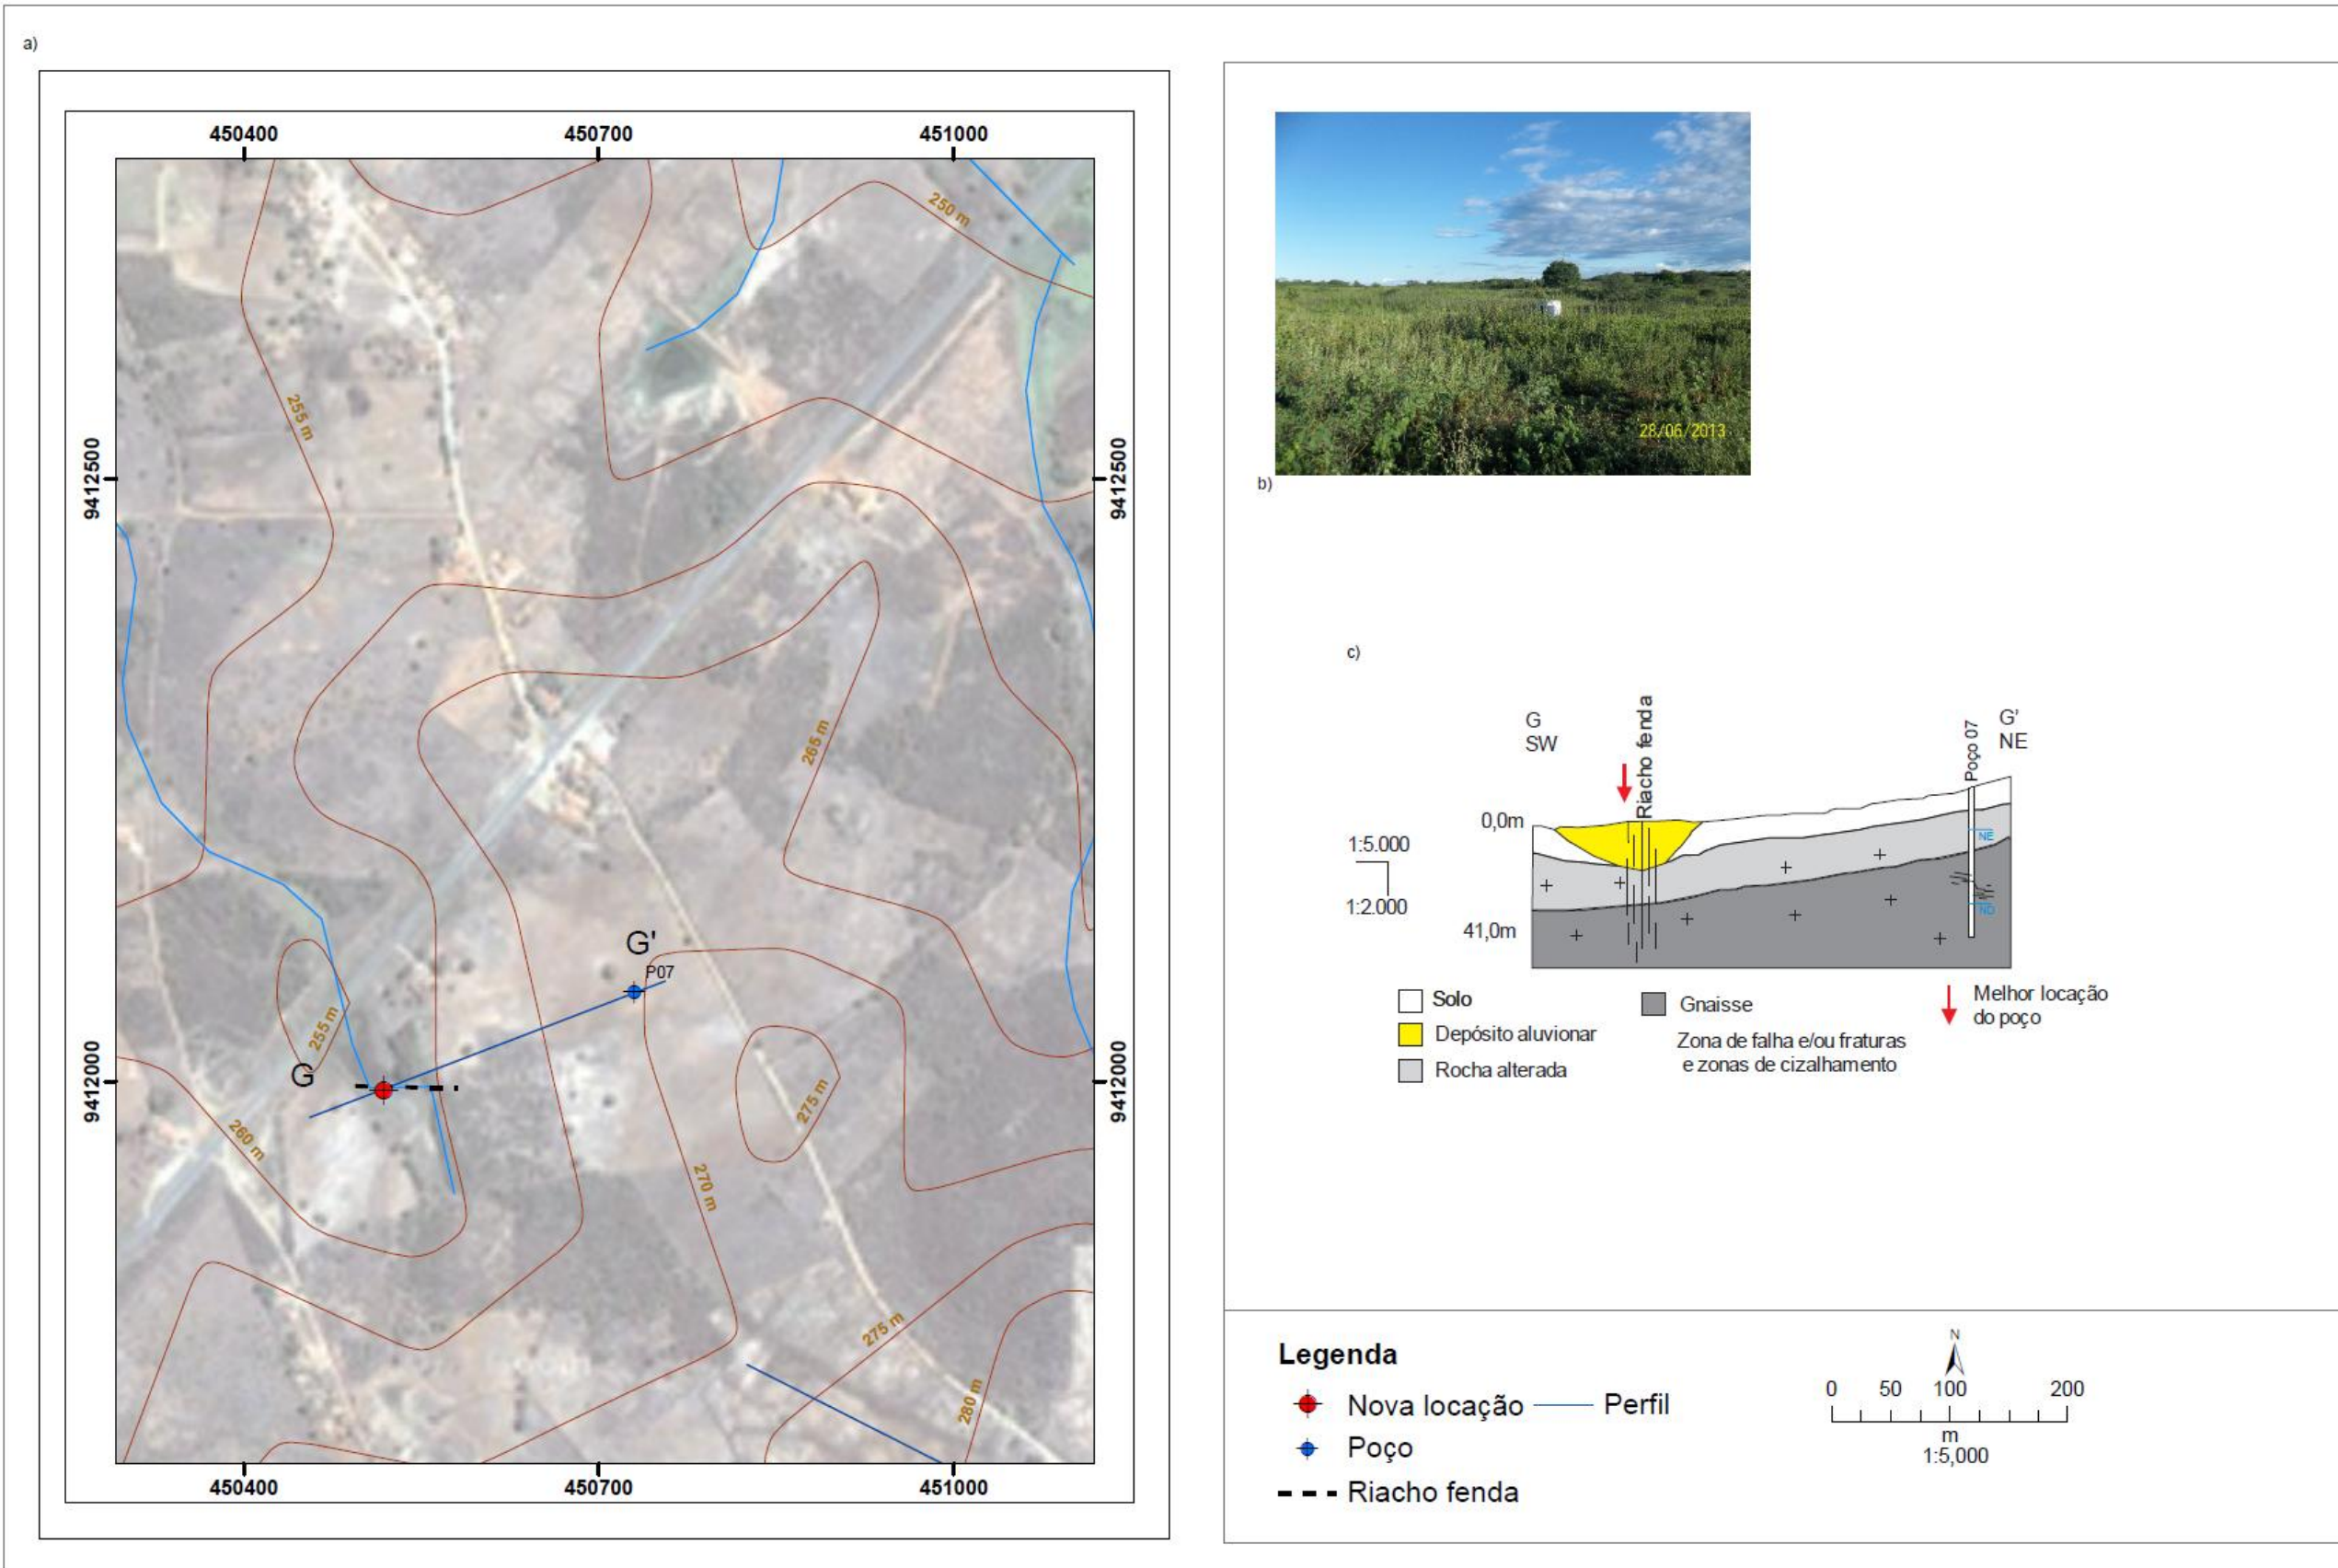 a)
450400
450700
451000
9412500
9412500
9412000
9412000
450400
450700
451000
250 m
255 m
265 m
255 m
260 m
270 m
275 m
275 m
280 m
G'
P07
G
28/06/2013
b)
c)
G
SW
Riacho fenda
Poço 07
G'
NE
0,0m
1:5.000
1:2.000
41,0m
NE
ND
Solo
Depósito aluvionar
Rocha alterada
Gnaisse
Zona de falha e/ou fraturas
e zonas de cizalhamento
Melhor locação
do poço
Legenda
Nova locação
Perfil
Poço
Riacho fenda
N
0 50 100 200
m
1:5,000